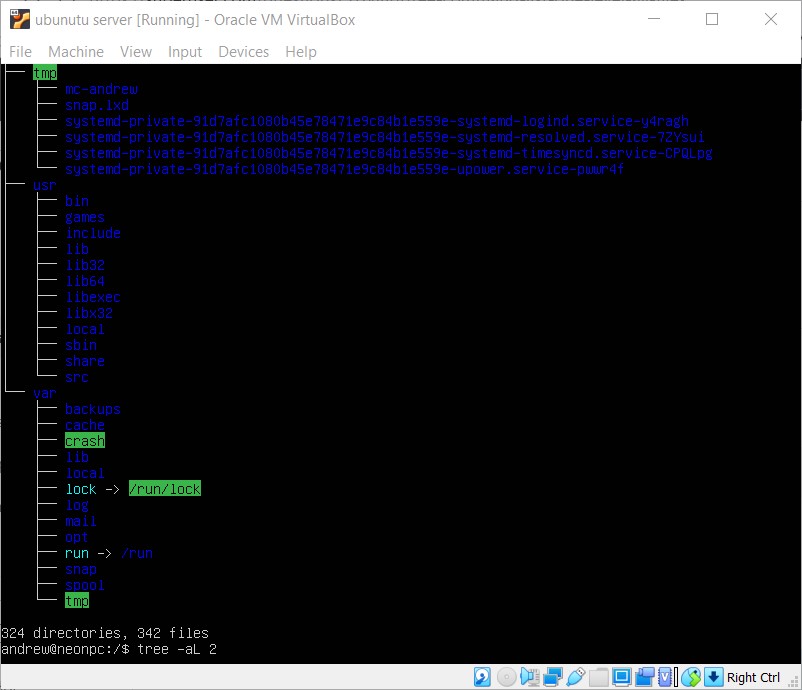 ubunutu server [Running] - Oracle VM VirtualBox
File Machine View Input Devices Help
tmp
mc-andrew
snap.lxd
systemd-private-91d7afc1080b45e78471e9c84b1e559e-systemd-logind.service-y4ragh
systemd-private-91d7afc1080b45e78471e9c84b1e559e-systemd-resolved.service-7ZYsui
systemd-private-91d7afc1080b45e78471e9c84b1e559e-systemd-timesyncd.service-CPQLpg
systemd-private-91d7afc1080b45e78471e9c84b1e559e-upower.service-pwwr4f
usr
bin
games
include
lib
lib32
lib64
libexec
libx32
local
sbin
share
src
var
backups
cache
crash
lib
local
lock -> /run/lock
log
mail
opt
run -> /run
snap
spool
tmp
324 directories, 342 files
andrew@neonpc:/$ tree -aL 2
Right Ctrl